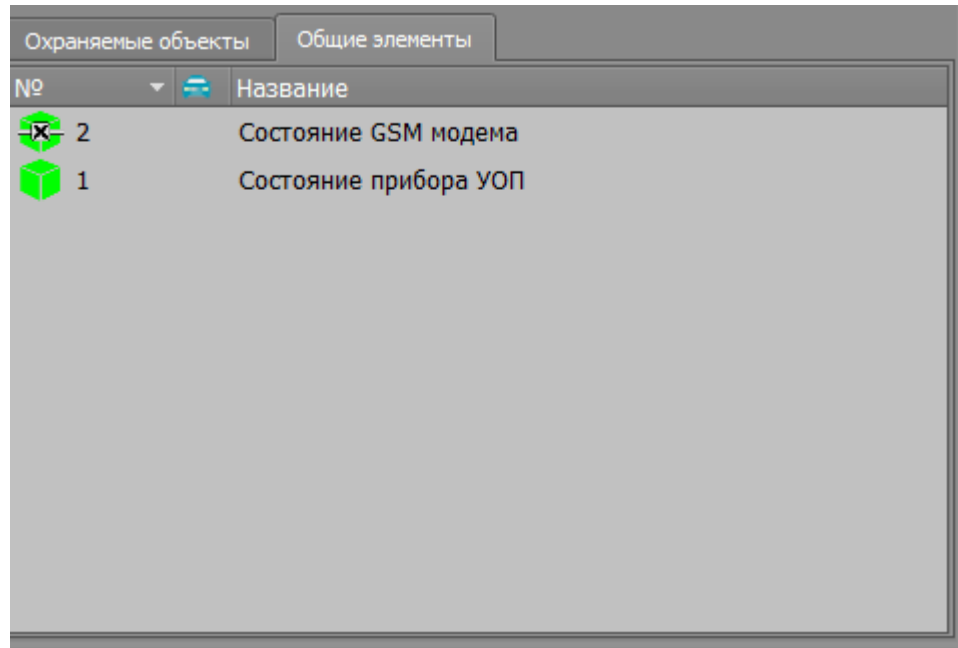 Охраняемые объекты Общие элементы
№ Название
2 Состояние GSM модема
1 Состояние прибора УОП